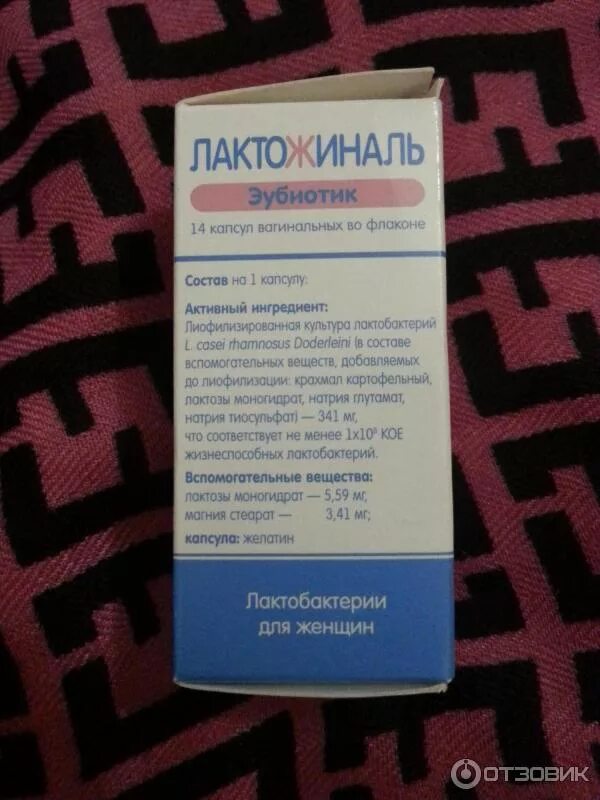 ЛАКТОЖИНАЛЬ
Эубиотик
14 капсул вагинальных во флаконе
Состав на 1 капсулу:
Активный ингредиент:
Лиофилизированная культура лактобактерий
L. casei rhamnosus Doderleini (в составе
вспомогательных веществ, добавляемых
до лиофилизации: крахмал картофельный,
лактозы моногидрат, натрия глутамат,
натрия тиосульфат) — 341 мг,
что соответствует не менее 1х10⁸ КОЕ
жизнеспособных лактобактерий.
Вспомогательные вещества:
лактозы моногидрат — 5,59 мг,
магния стеарат — 3,41 мг;
капсула: желатин
Лактобактерии
для женщин
ОТЗОВИК